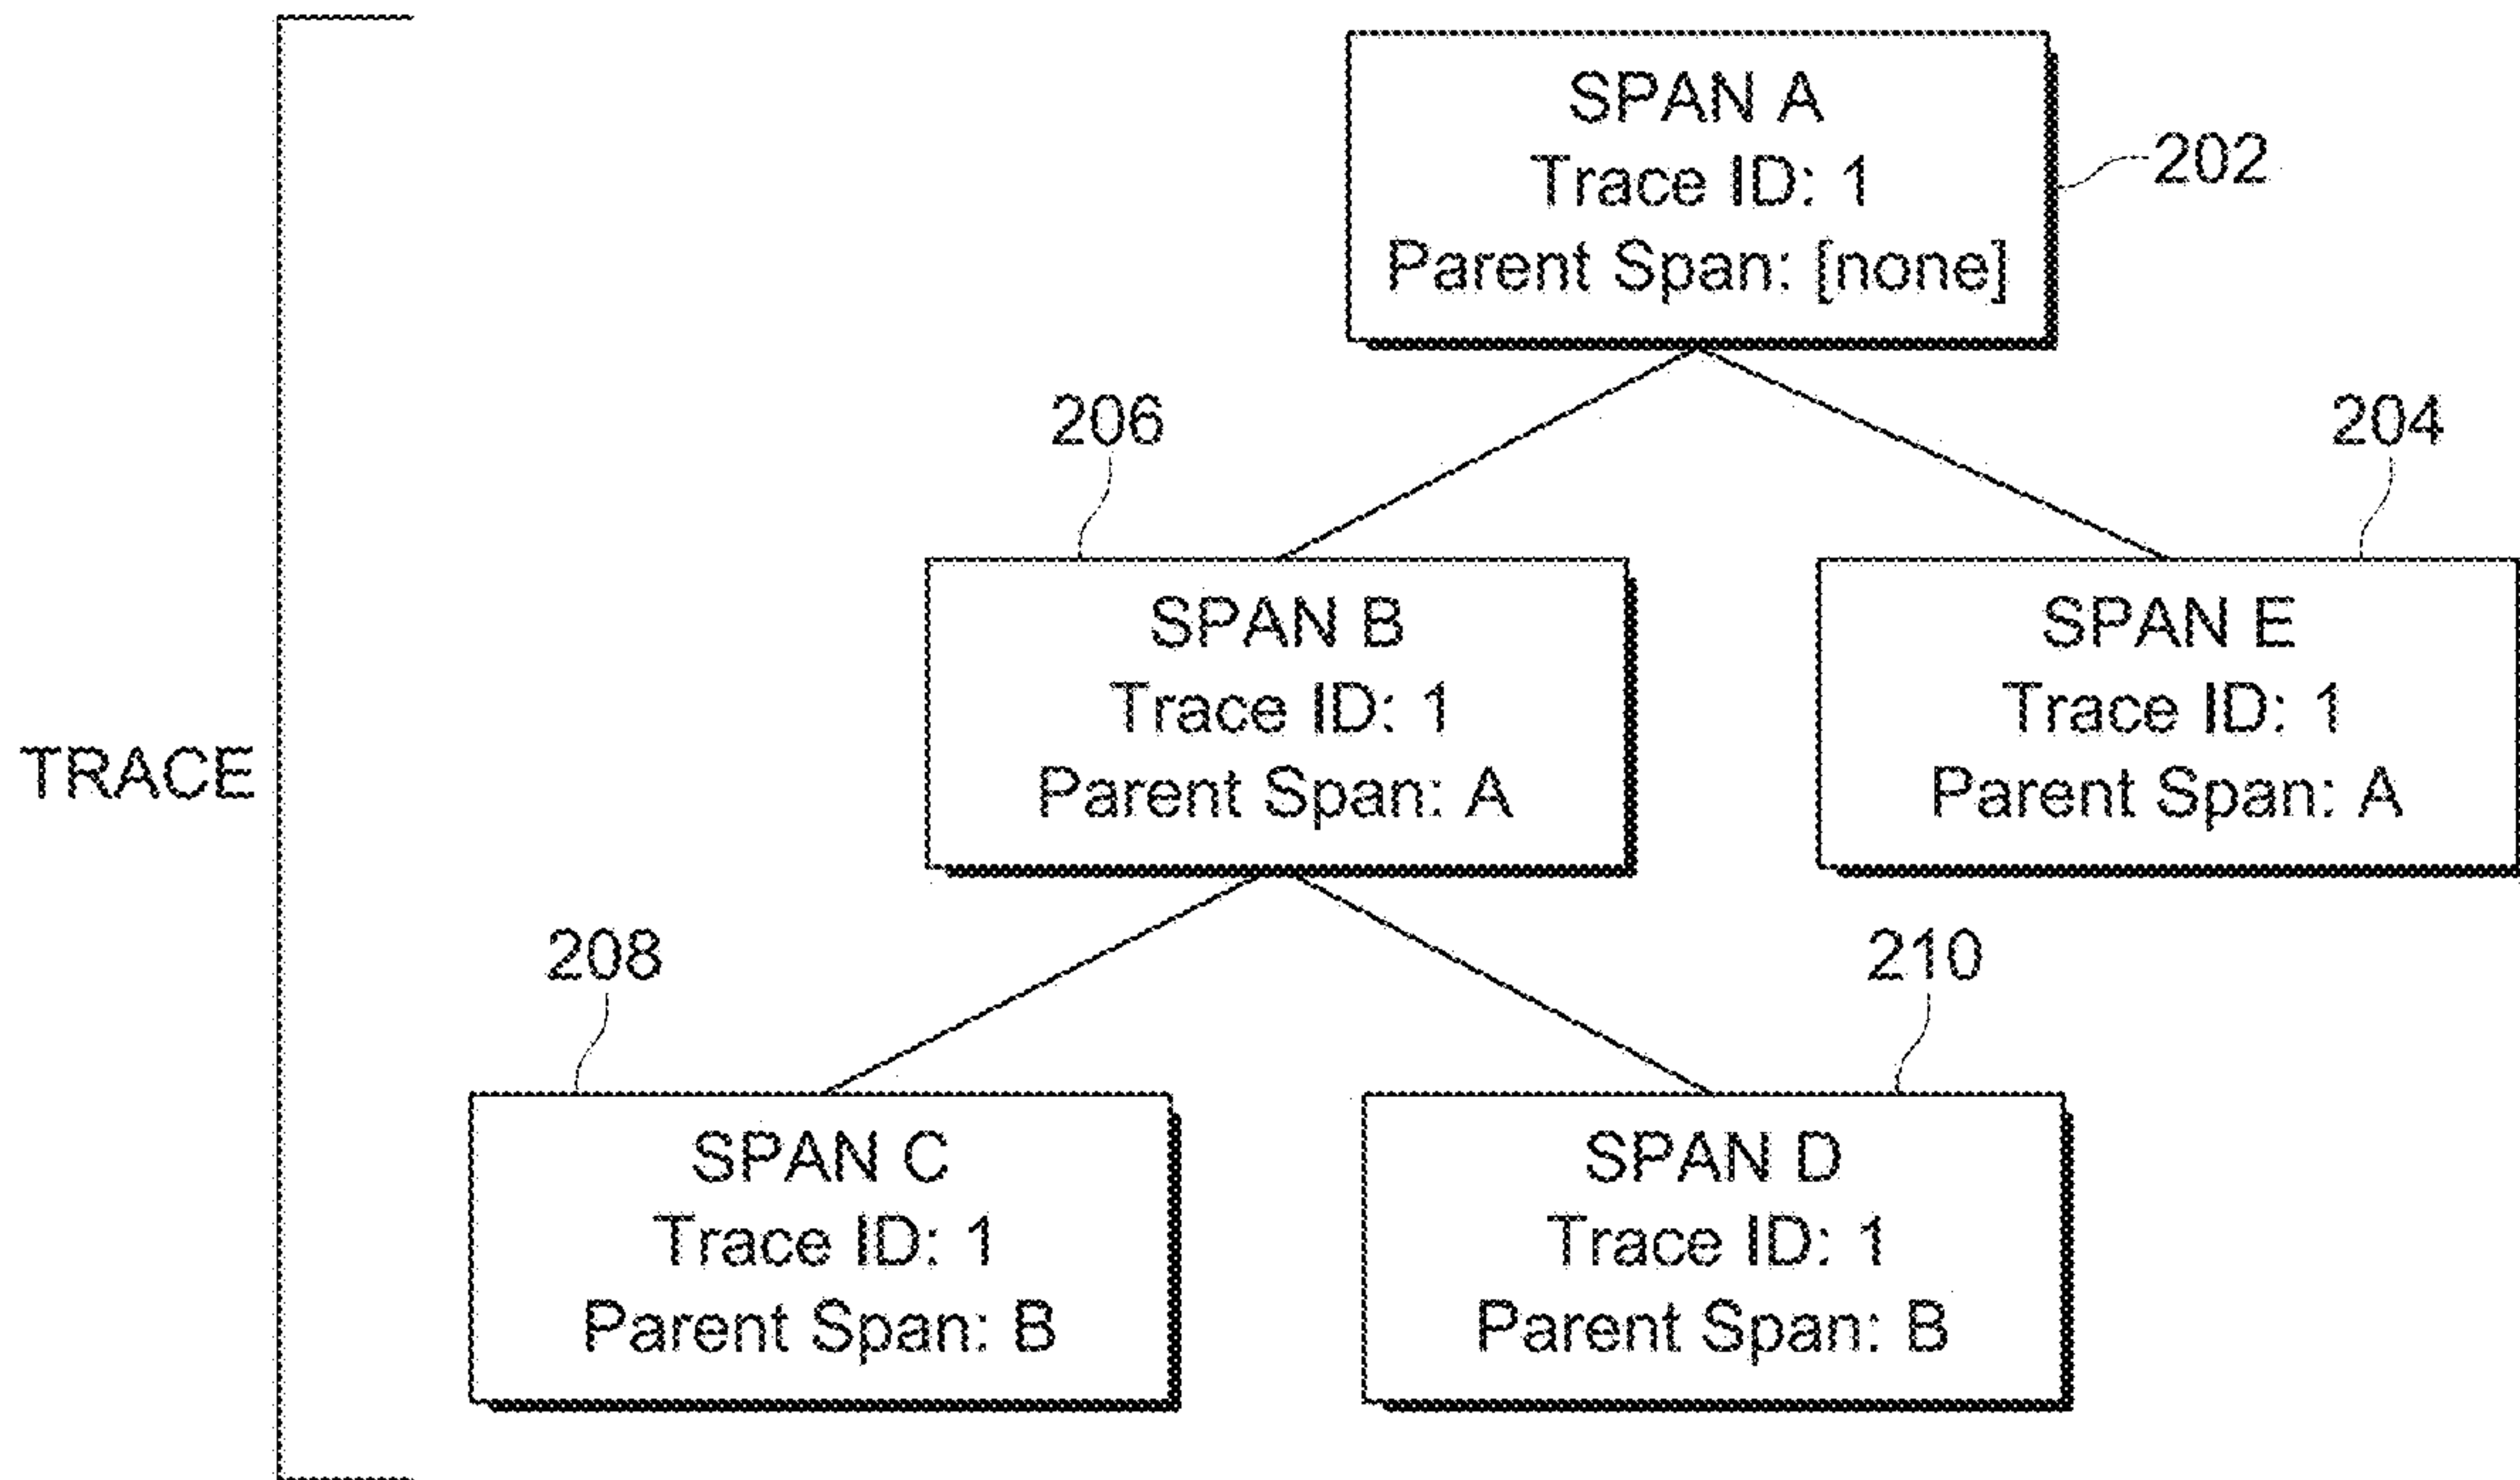 SPAN A
Trace ID: 1
Parent Span: [none]
202
206
204
SPAN B
Trace ID: 1
Parent Span: A
SPAN E
Trace ID: 1
Parent Span: A
TRACE
208
210
SPAN C
Trace ID: 1
Parent Span: B
SPAN D
Trace ID: 1
Parent Span: B